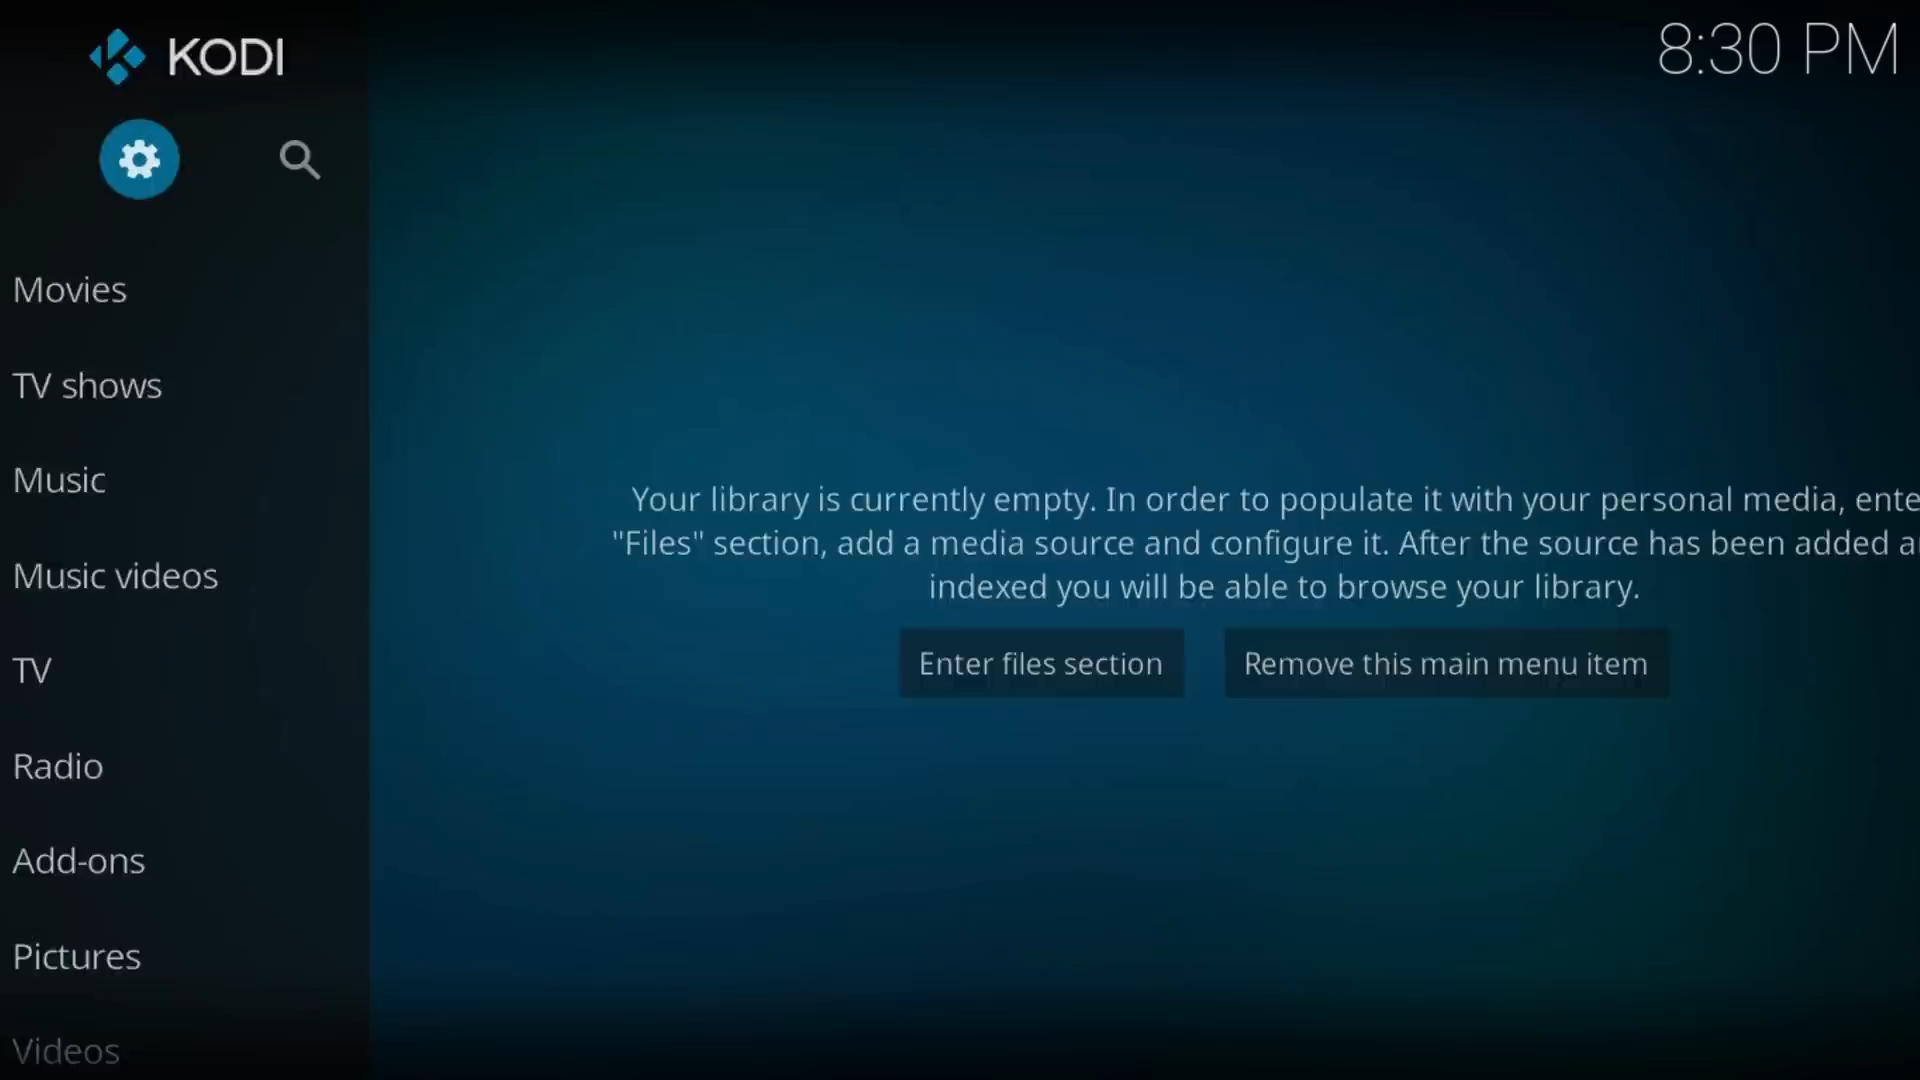 KODI
8:30 PM
Movies
TV shows
Music
Music videos
TV
Radio
Add-ons
Pictures
Videos
Your library is currently empty. In order to populate it with your personal media, ente
"Files" section, add a media source and configure it. After the source has been added a
indexed you will be able to browse your library.
Enter files section
Remove this main menu item